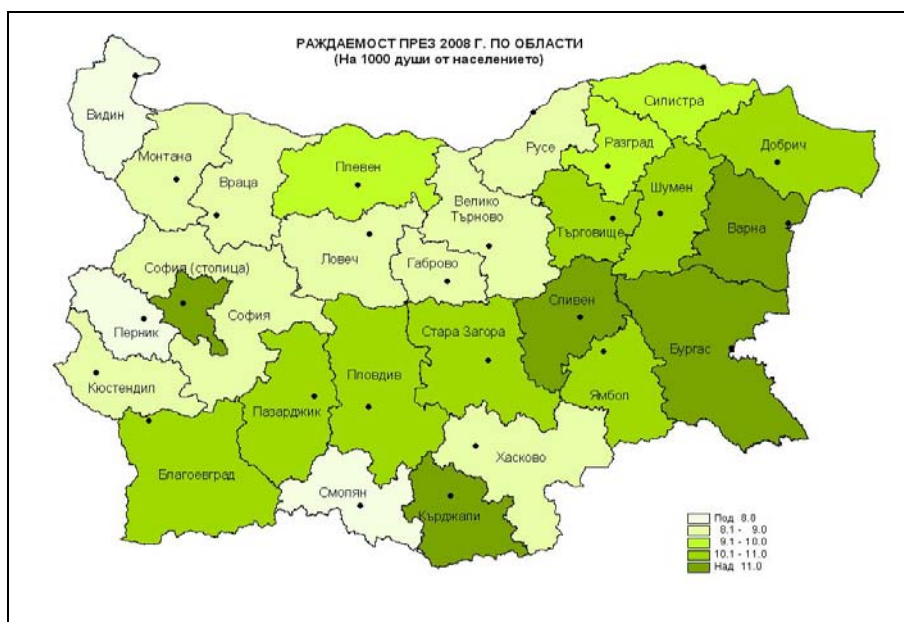 РАЖДАЕМОСТ ПРЕЗ 2008 Г. ПО ОБЛАСТИ
(На 1000 души от населението)
Видин
Монтана
Враца
Плевен
Велико
Търново
Русе
Силистра
Разград
Добрич
Шумен
Търговище
Варна
Ловеч
Габрово
София (столица)
София
Перник
Кюстендил
Сливен
Стара Загора
Бургас
Ямбол
Пловдив
Пазарджик
Благоевград
Хасково
Смолян
Кърджали
Под 8.0
8.1 - 9.0
9.1 - 10.0
10.1 - 11.0
Над 11.0